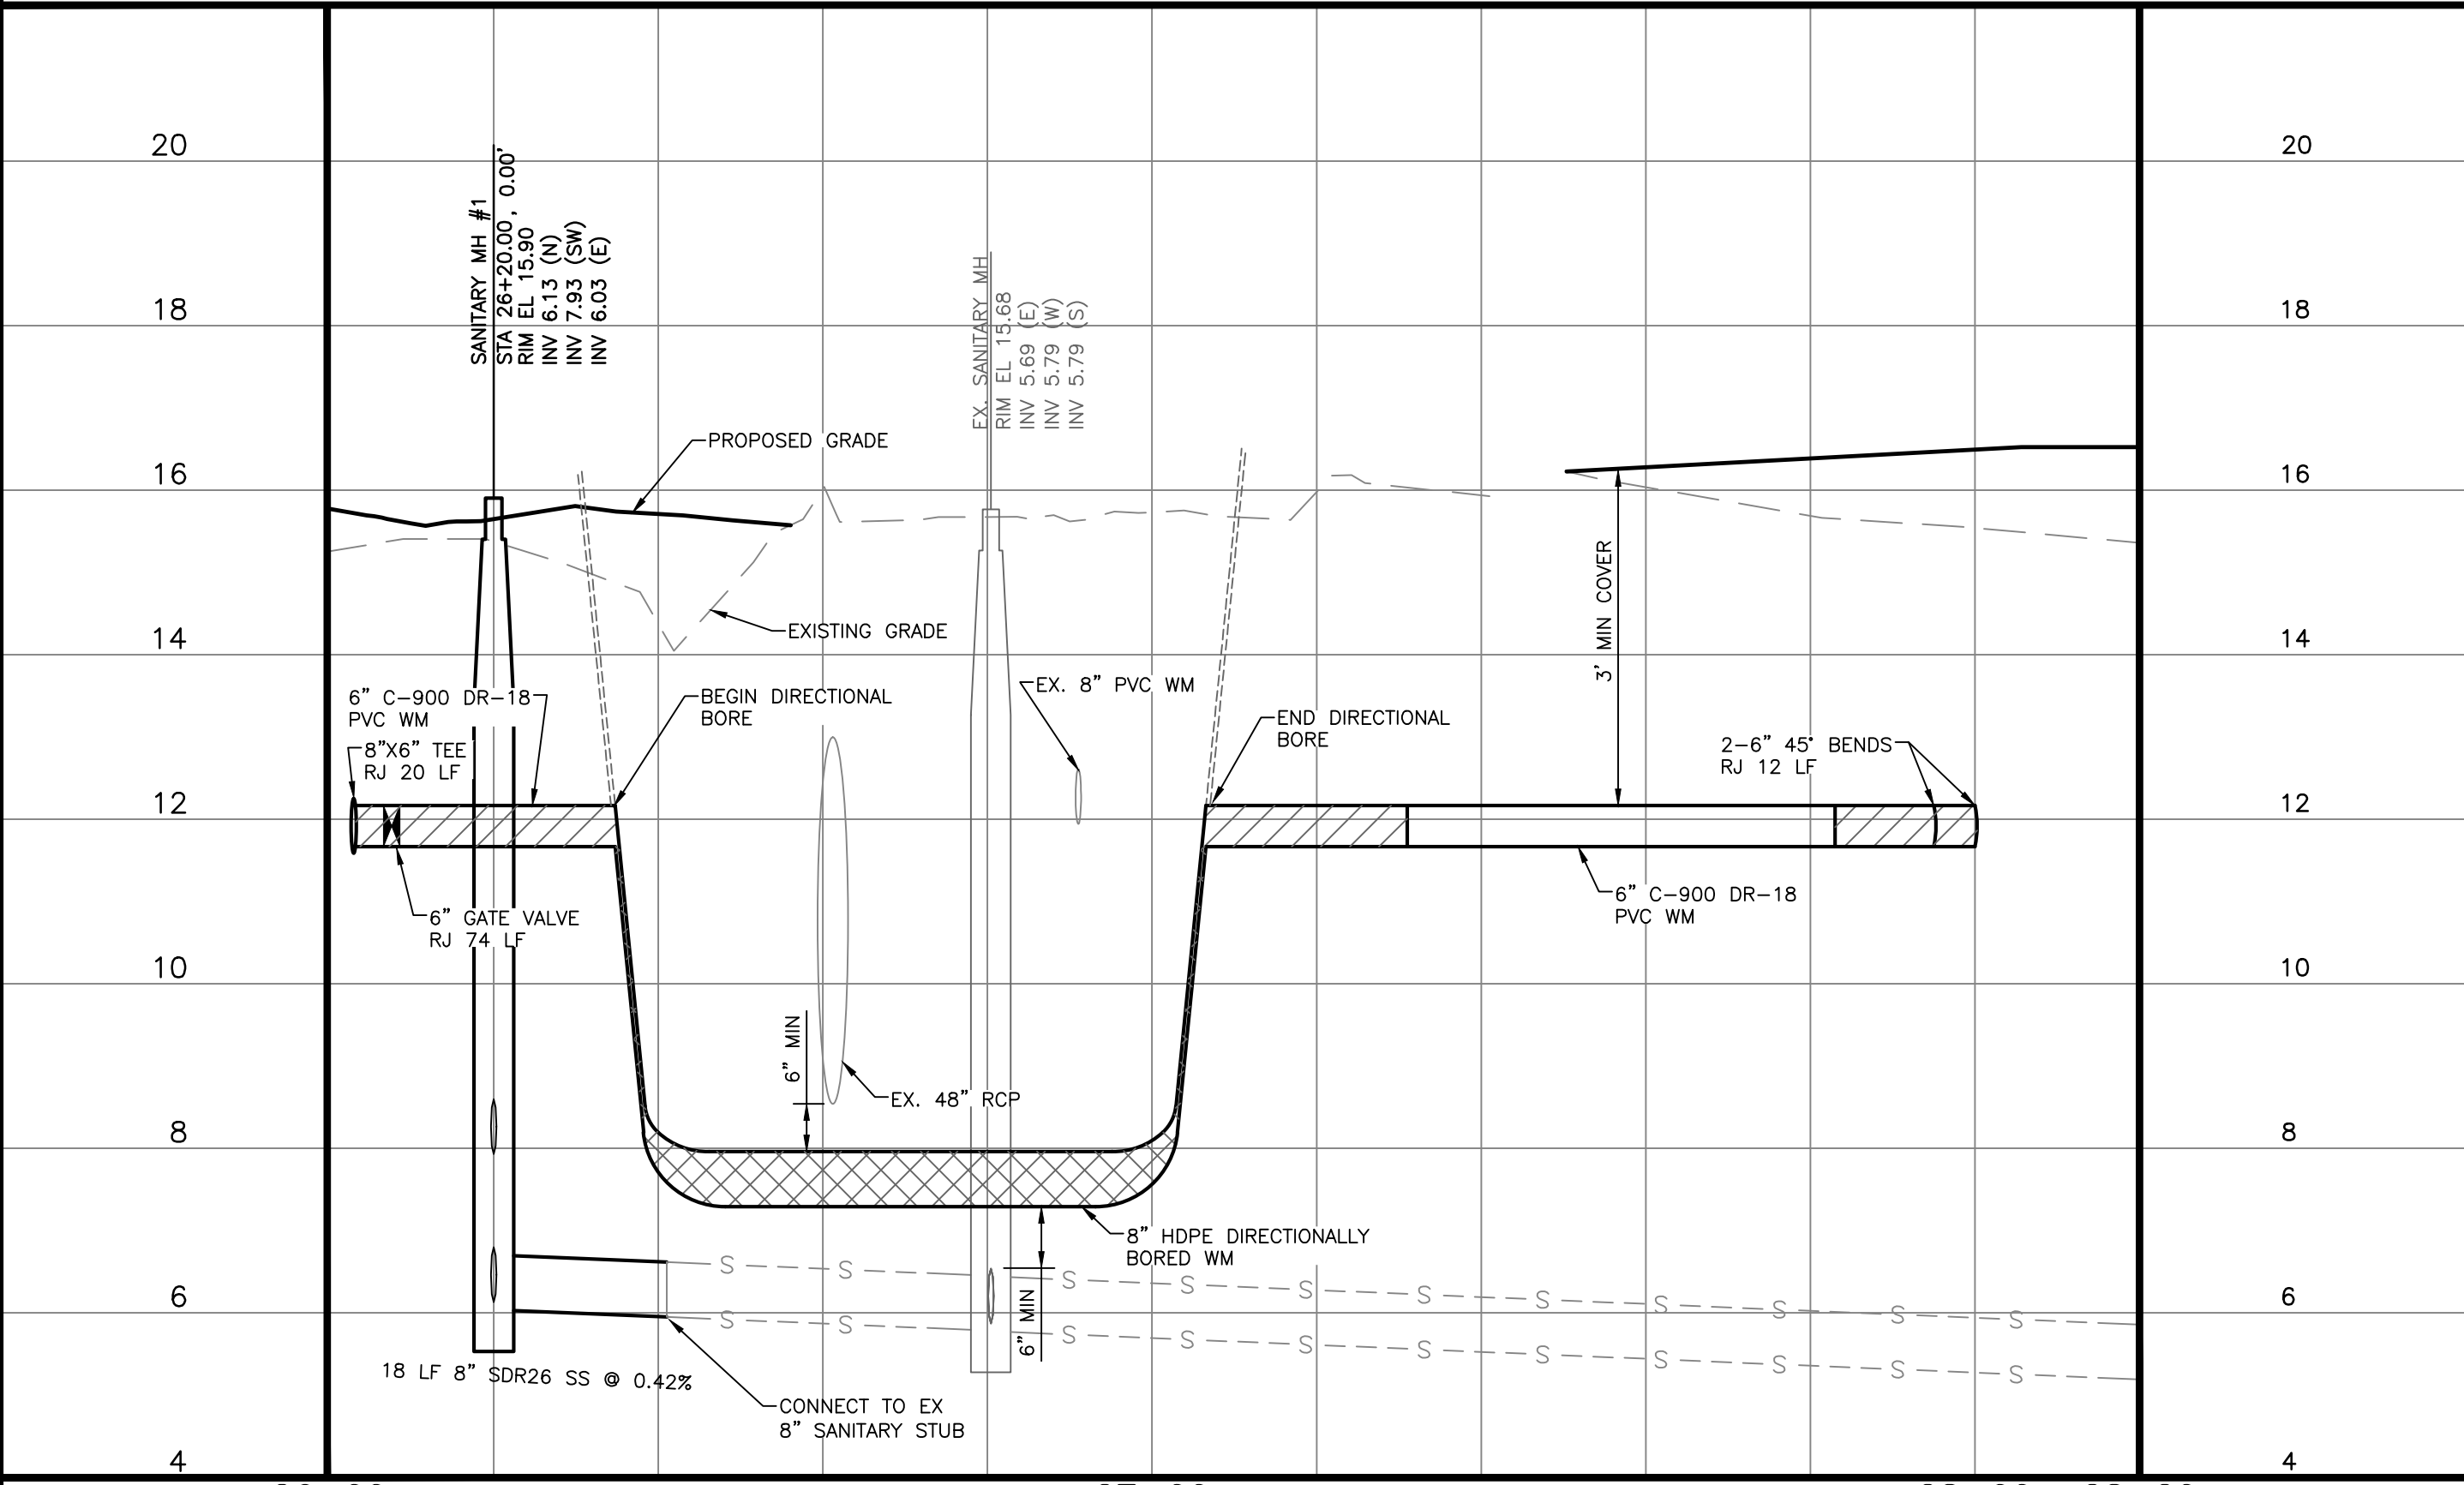 20
20
SANITARY MH #1
STA 26+20.00, 0.00'
RIM EL 15.90
INV 6.13 (N)
INV 7.93 (SW)
INV 6.03 (E)
EX. SANITARY MH
RIM EL 15.68
INV 5.69 (E)
INV 5.79 (W)
INV 5.79 (S)
18
18
PROPOSED GRADE
16
16
EXISTING GRADE
3' MIN COVER
14
14
6" C-900 DR-18
PVC WM
8"X6" TEE
RJ 20 LF
BEGIN DIRECTIONAL
BORE
EX. 8" PVC WM
END DIRECTIONAL
BORE
2-6" 45° BENDS
RJ 12 LF
12
12
6" GATE VALVE
RJ 74 LF
6" C-900 DR-18
PVC WM
10
10
6" MIN
EX. 48" RCP
8
8
8" HDPE DIRECTIONALLY
BORED WM
S S S S S S S S S S S
S S S S S S S S S S S
6
6
6" MIN
18 LF 8" SDR26 SS @ 0.42%
CONNECT TO EX
8" SANITARY STUB
4
4